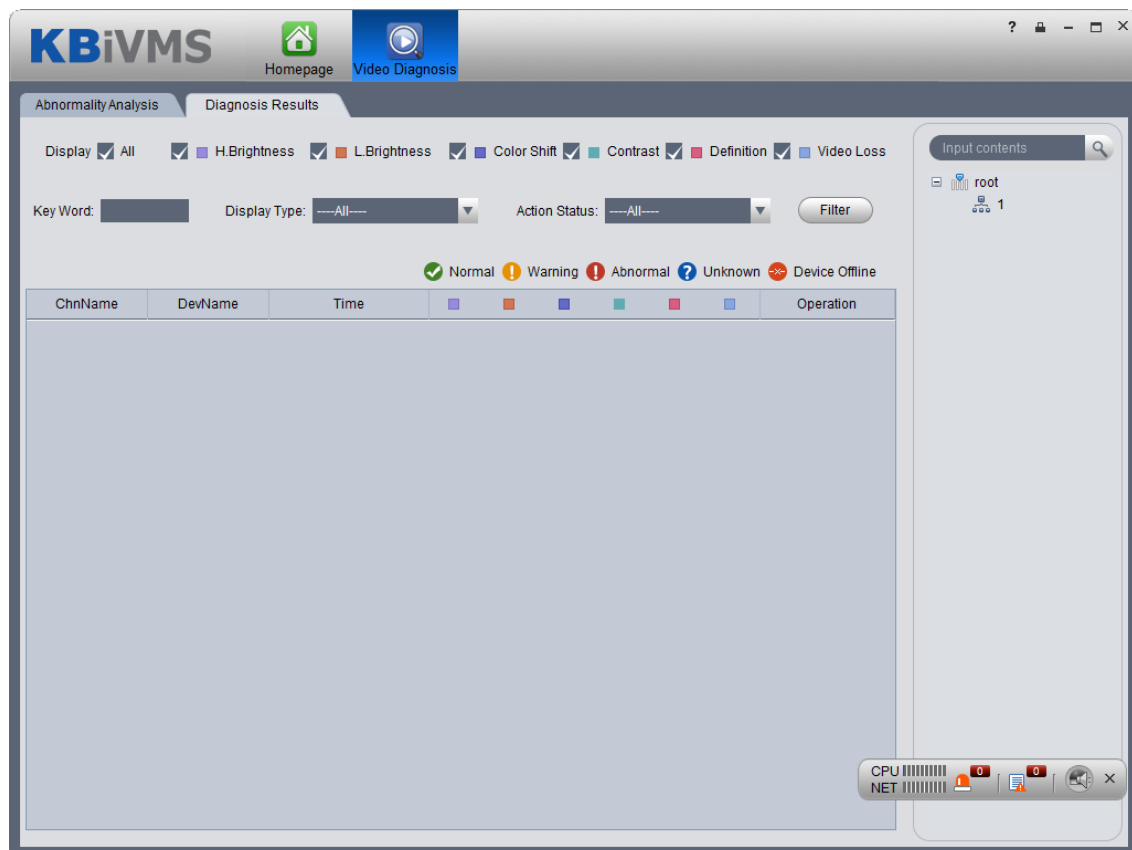 KBiVMS
Homepage
Video Diagnosis
?
Abnormality Analysis
Diagnosis Results
Display All H.Brightness L.Brightness Color Shift Contrast Definition Video Loss
Key Word: Display Type: ----All---- Action Status: ----All---- Filter
Normal Warning Abnormal Unknown Device Offline
ChnName DevName Time Operation
Input contents
root
1
CPU
NET
0
0